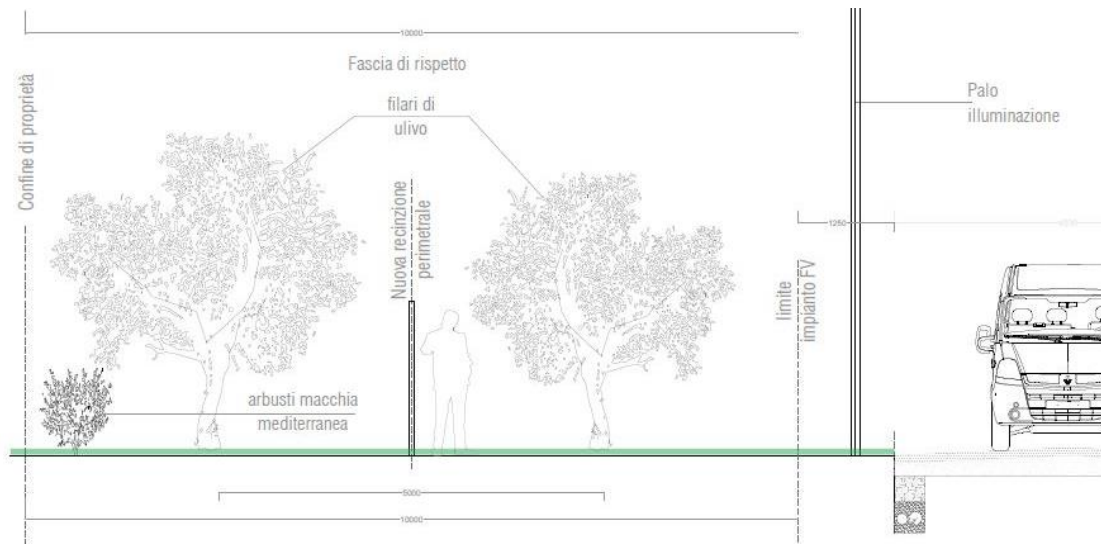 10000
Fascia di rispetto
filari di
ulivo
Confine di proprietà
Nuova recinzione
perimetrale
Palo
illuminazione
1250
limite
impianto FV
arbusti macchia
mediterranea
5000
10000